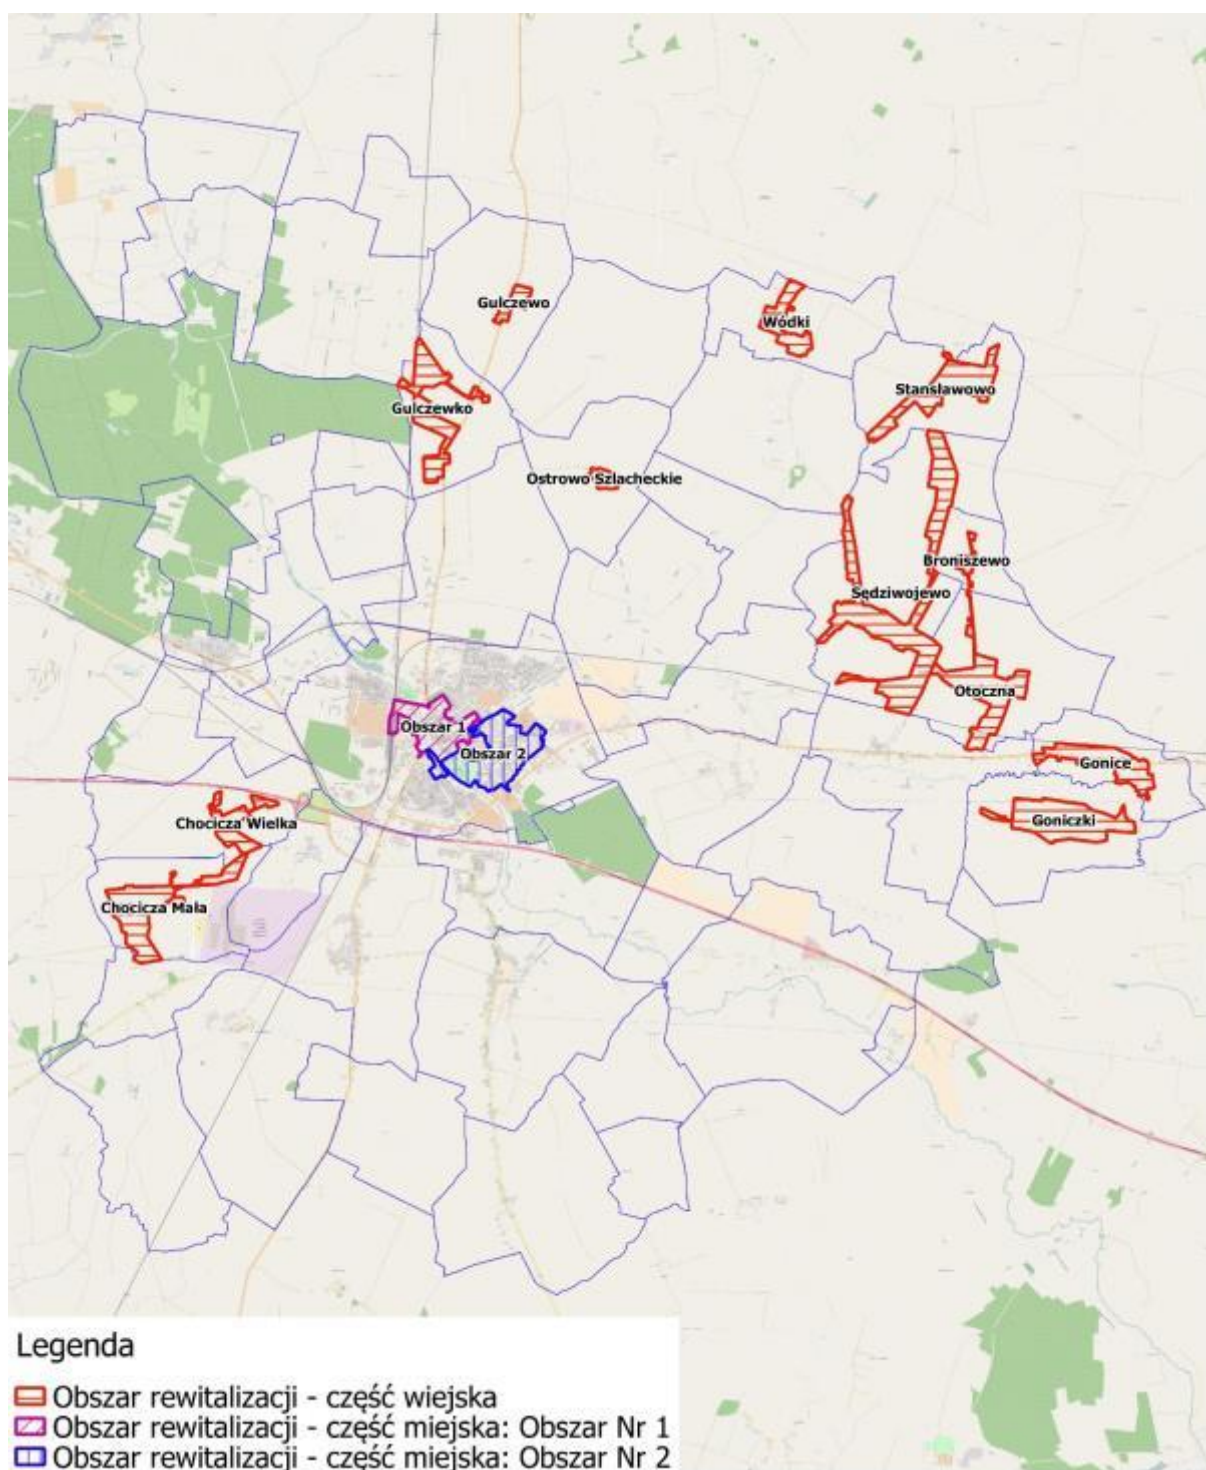 Gulczewo
Wódki
Stansławowo
Gulczewko
Ostrowo Szlacheckie
Broniszewo
Sędziwojewo
Otoczna
Obszar 1
Obszar 2
Gonice
Chocicza Wielka
Goniczki
Chocicza Mała
Legenda
Obszar rewitalizacji - część wiejska
Obszar rewitalizacji - część miejska: Obszar Nr 1
Obszar rewitalizacji - część miejska: Obszar Nr 2